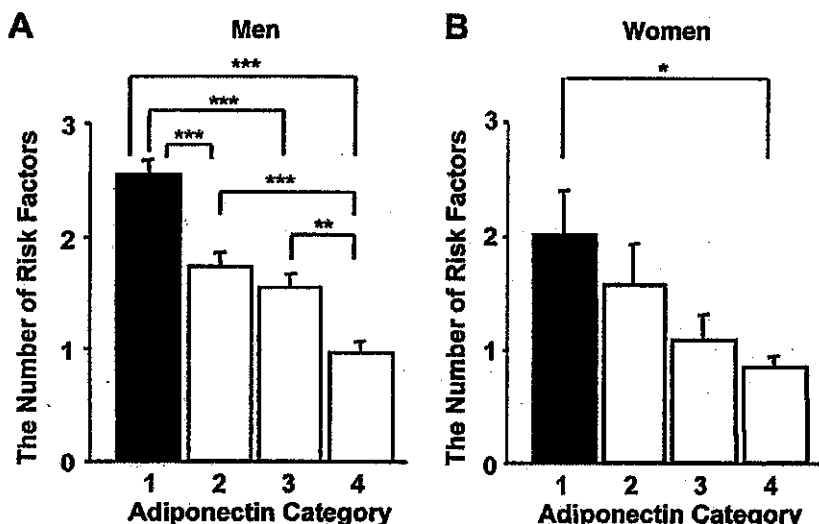 A
Men
***
***
***
***
**
The Number of Risk Factors
3
2
1
0
1 2 3 4
Adiponectin Category
B
Women
*
The Number of Risk Factors
3
2
1
0
1 2 3 4
Adiponectin Category